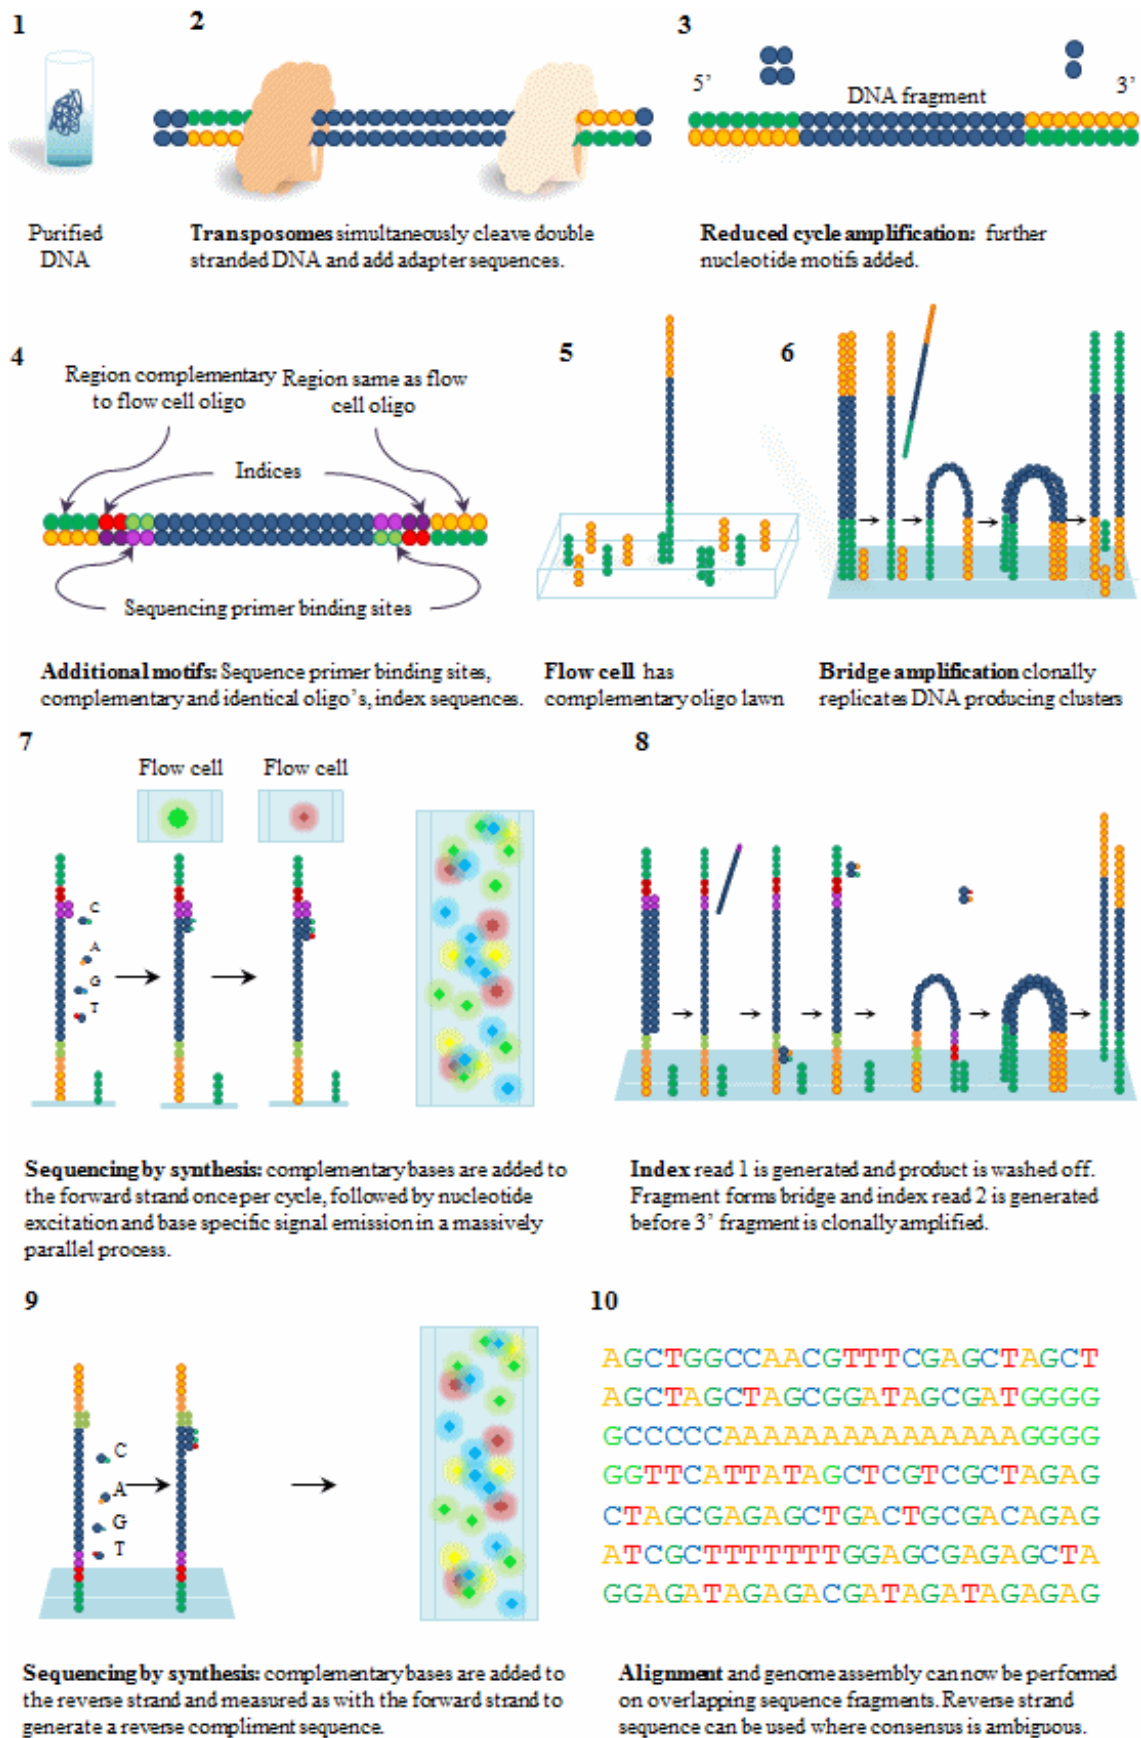 1
2
3
5'
3'
DNA fragment
Purified
DNA
Transposomes simultaneously cleave double
stranded DNA and add adapter sequences.
Reduced cycle amplification: further
nucleotide motifs added.
4
Region complementary
to flow cell oligo
Region same as flow
cell oligo
Indices
Sequencing primer binding sites
5
6
Additional motifs: Sequence primer binding sites,
complementary and identical oligo's, index sequences.
Flow cell has
complementary oligo lawn
Bridge amplification clonally
replicates DNA producing clusters
7
Flow cell
Flow cell
C
A
G
T
8
Sequencing by synthesis: complementary bases are added to
the forward strand once per cycle, followed by nucleotide
excitation and base specific signal emission in a massively
parallel process.
Index read 1 is generated and product is washed off.
Fragment forms bridge and index read 2 is generated
before 3' fragment is clonally amplified.
9
C
A
G
T
10
AGCTGGCCAACGTTTCGAGCTAGCT
AGCTAGCTAGCGGATAGCGATGGGG
GCCCCCAAAAAAAAAAAAAAAGGGG
GGTTCATTATAGCTCGTCGCTAGAG
CTAGCGAGAGCTGACTGCGACAGAG
ATCGCTTTTTTTGGAGCGAGAGCTA
GGAGATAGAGACGATAGATAGAGAG
Sequencing by synthesis: complementary bases are added to
the reverse strand and measured as with the forward strand to
generate a reverse compliment sequence.
Alignment and genome assembly can now be performed
on overlapping sequence fragments. Reverse strand
sequence can be used where consensus is ambiguous.